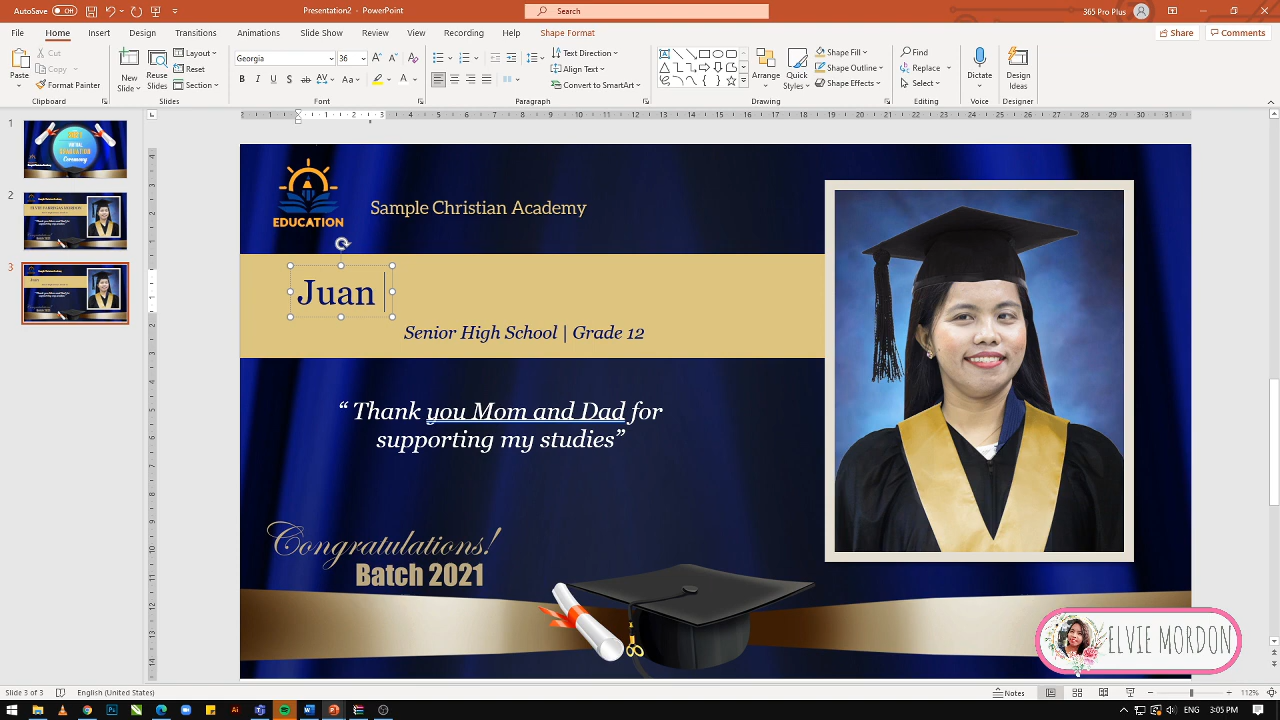 AutoSave Off
Presentation2 - PowerPoint
Search
365 Pro Plus
File Home Insert Design Transitions Animations Slide Show Review View Recording Help Shape Format
Share Comments
Paste
Cut
Copy
Format Painter
Clipboard
New Slide
Reuse Slides
Layout
Reset
Section
Slides
Georgia 36
Font
Text Direction
Align Text
Convert to SmartArt
Paragraph
Arrange
Quick Styles
Shape Fill
Shape Outline
Shape Effects
Drawing
Find
Replace
Select
Editing
Dictate
Voice
Design Ideas
Designer
1
2
3
EDUCATION
Sample Christian Academy
Juan
Senior High School | Grade 12
“ Thank you Mom and Dad for
supporting my studies”
Congratulations!
Batch 2021
ELVIE MORDON
Slide 3 of 3
English (United States)
Notes
112%
ENG
3:05 PM